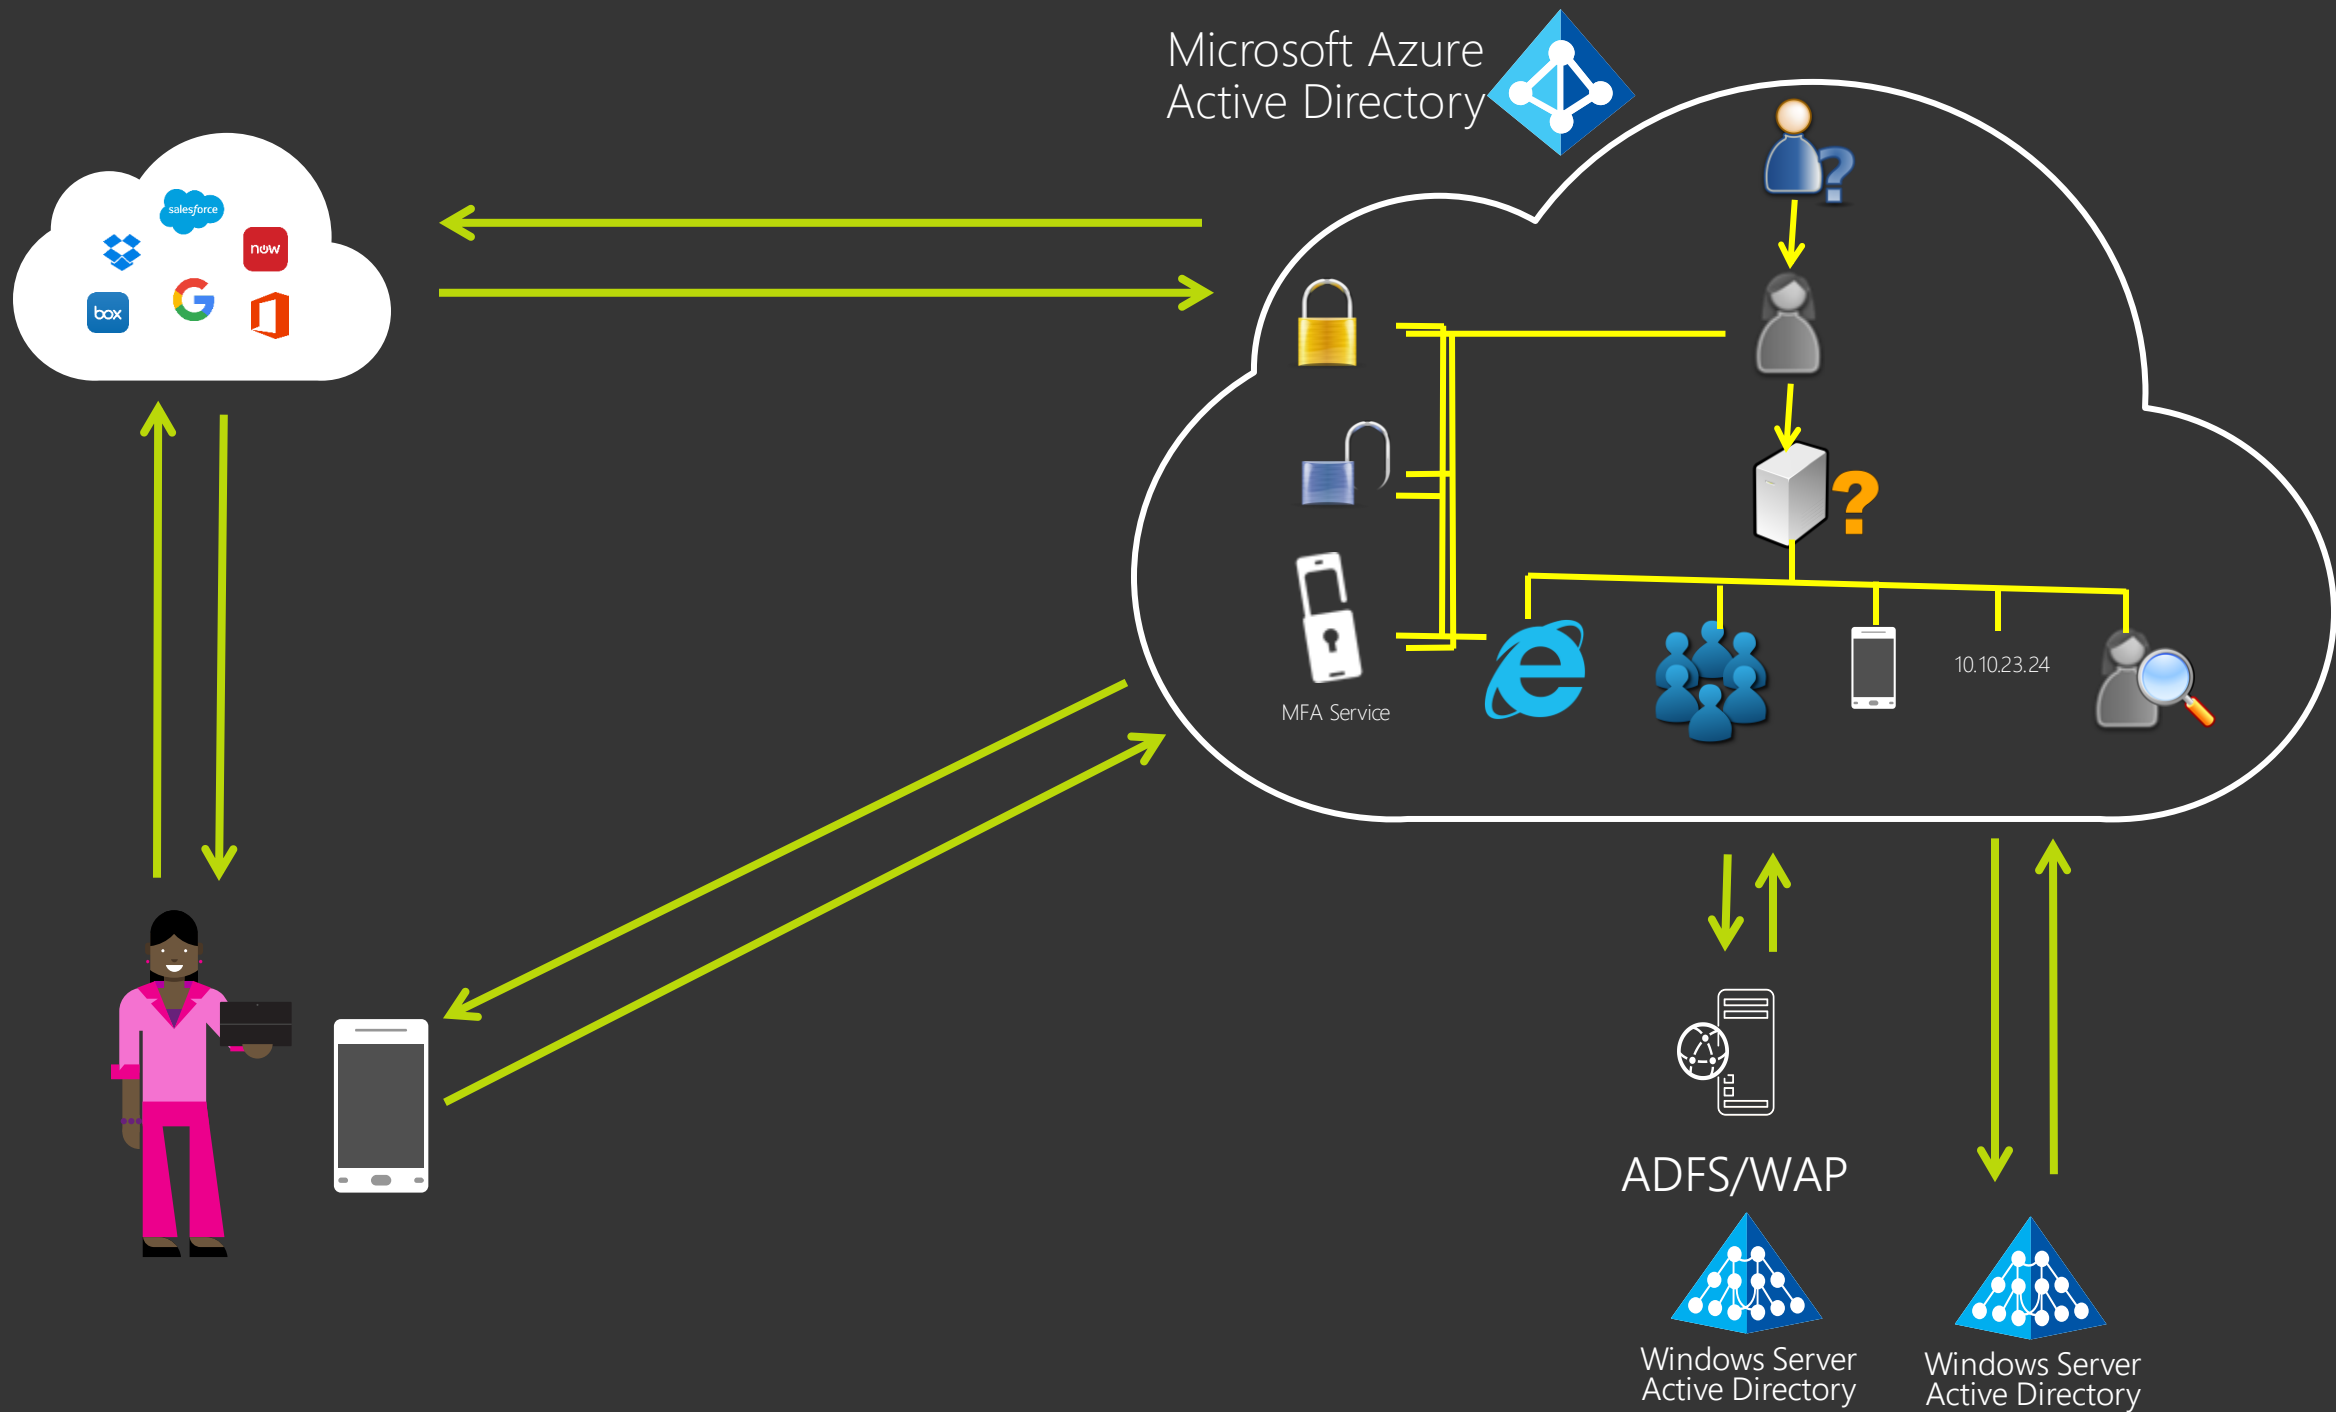 Microsoft Azure
Active Directory
salesforce
now
box
?
?
10.10.23.24
MFA Service
ADFS/WAP
Windows Server
Active Directory
Windows Server
Active Directory